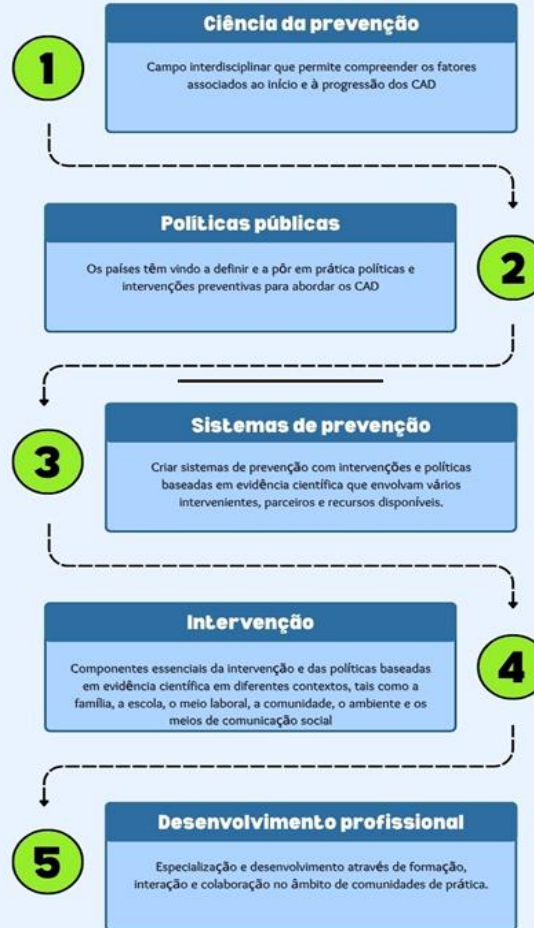 Ciência da prevenção
1
Campo interdisciplinar que permite compreender os fatores
associados ao início e à progressão dos CAD
Políticas públicas
2
Os países têm vindo a definir e a pôr em prática políticas e
intervenções preventivas para abordar os CAD
Sistemas de prevenção
3
Criar sistemas de prevenção com intervenções e políticas
baseadas em evidência científica que envolvam vários
intervenientes, parceiros e recursos disponíveis.
Intervenção
4
Componentes essenciais da intervenção e das políticas baseadas
em evidência científica em diferentes contextos, tais como a
família, a escola, o meio laboral, a comunidade, o ambiente e os
meios de comunicação social
Desenvolvimento profissional
5
Especialização e desenvolvimento através de formação,
interação e colaboração no âmbito de comunidades de prática.